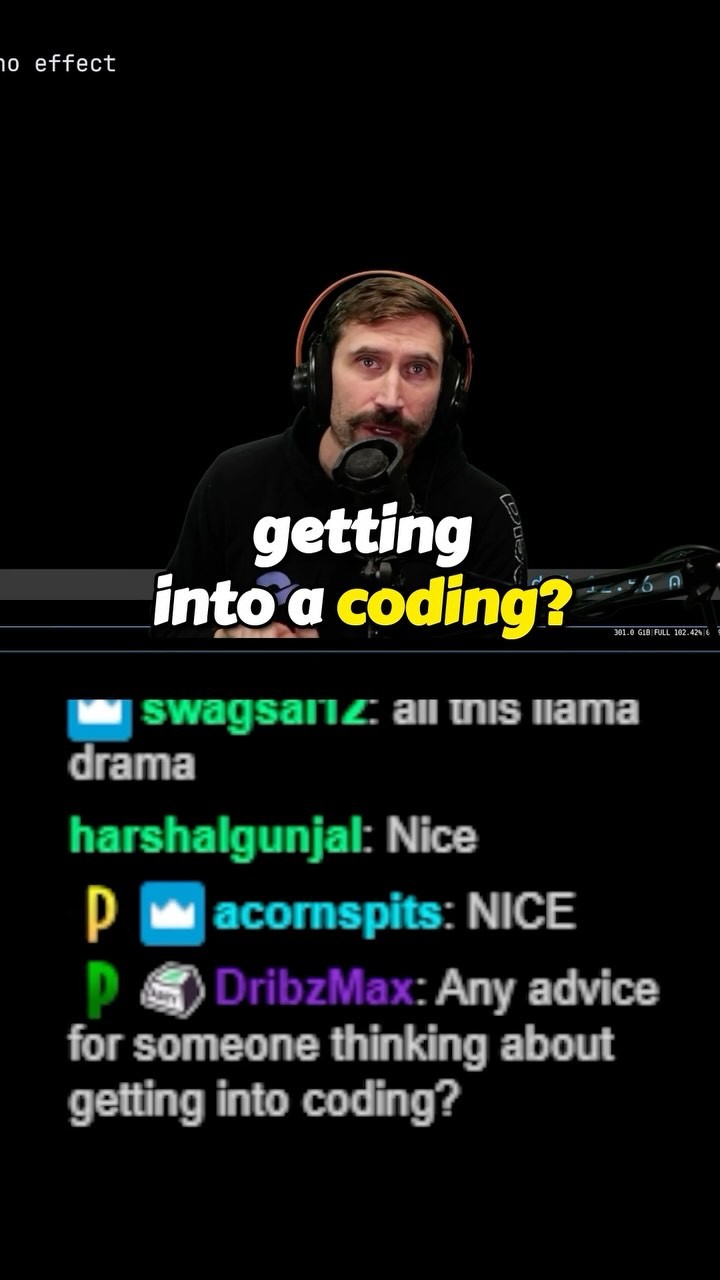 no effect
getting
into a coding?
301.0 GiB|FULL 102.42%|6
swagsal12: all this llama
drama
harshalgunjal: Nice
acornspits: NICE
DribzMax: Any advice
for someone thinking about
getting into coding?